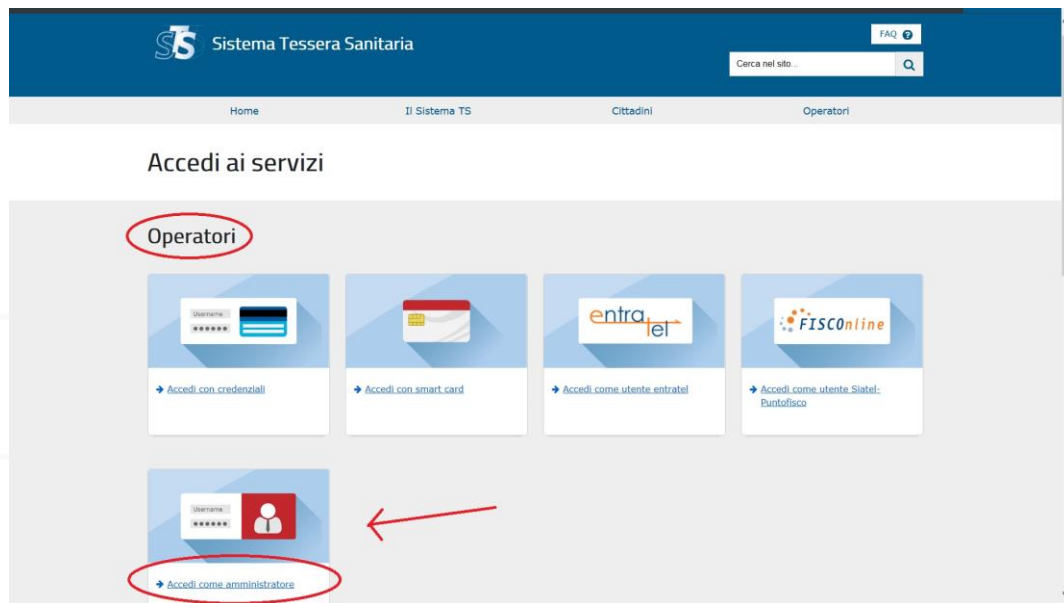 STS Sistema Tessera Sanitaria
FAQ
Cerca nel sito...
Home Il Sistema TS Cittadini Operatori
Accedi ai servizi
Operatori
Username
entratel
FISCOnline
Accedi con credenziali
Accedi con smart card
Accedi come utente entratel
Accedi come utente Siatel-
Puntofisco
Username
Accedi come amministratore